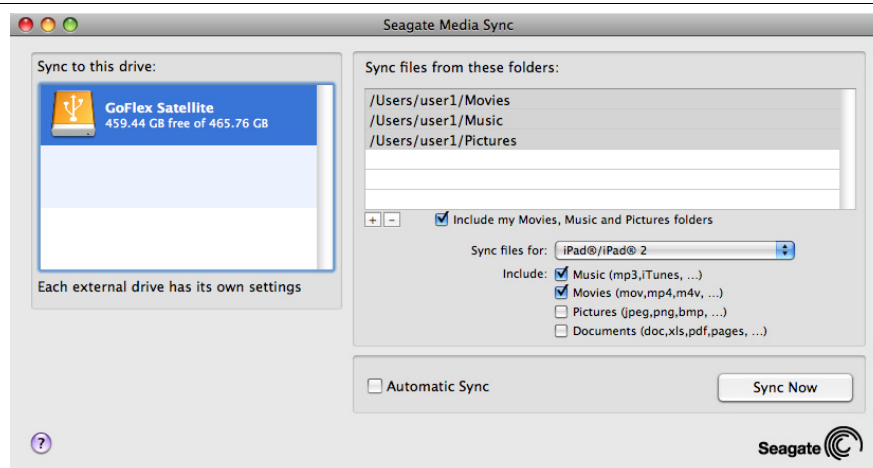 Seagate Media Sync
Sync to this drive:
GoFlex Satellite
459.44 GB free of 465.76 GB
Each external drive has its own settings
Sync files from these folders:
/Users/user1/Movies
/Users/user1/Music
/Users/user1/Pictures
+ -
Include my Movies, Music and Pictures folders
Sync files for: iPad®/iPad® 2
Include: Music (mp3,iTunes, ...)
Movies (mov,mp4,m4v, ...)
Pictures (jpeg,png,bmp, ...)
Documents (doc,xls,pdf,pages, ...)
Automatic Sync
Sync Now
?
Seagate